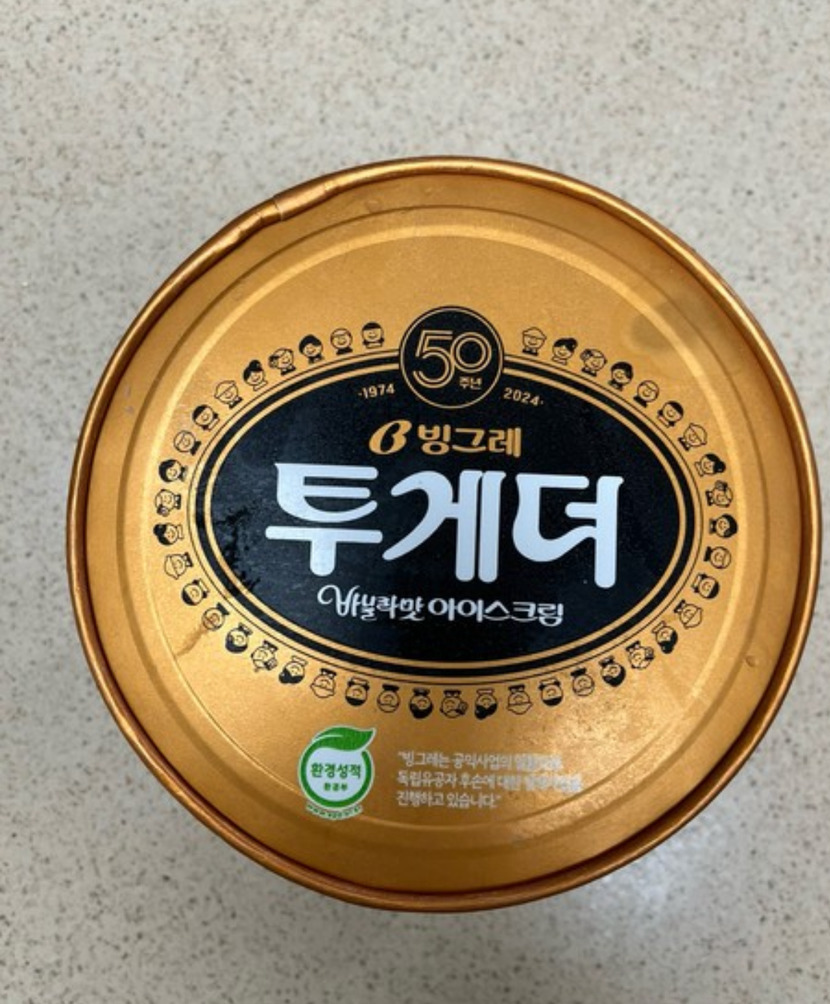 50
주년
·1974
2024·
빙그레
투게더
바닐라맛 아이스크림
환경성적
환경부
"빙그레는 공익사업의
독립유공자 후손에 대한
진행하고 있습니다."